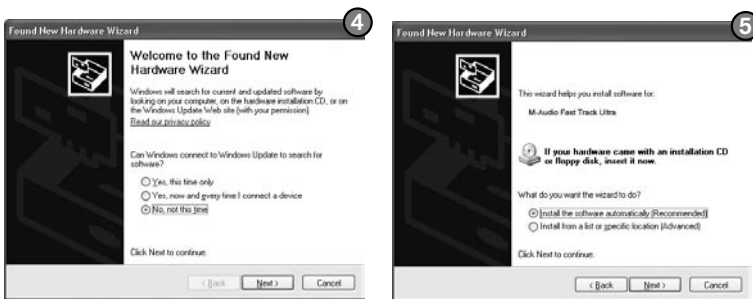 4
Found New Hardware Wizard
Welcome to the Found New
Hardware Wizard
Windows will search for current and updated software by
looking on your computer, on the hardware installation CD, or on
the Windows Update Web site (with your permission).
Read our privacy policy
Can Windows connect to Windows Update to search for
software?
Yes, this time only
Yes, now and every time I connect a device
No, not this time
Click Next to continue.
< Back
Next >
Cancel
5
Found New Hardware Wizard
This wizard helps you install software for:
M-Audio Fast Track Ultra
If your hardware came with an installation CD
or floppy disk, insert it now.
What do you want the wizard to do?
Install the software automatically (Recommended)
Install from a list or specific location (Advanced)
Click Next to continue.
< Back
Next >
Cancel